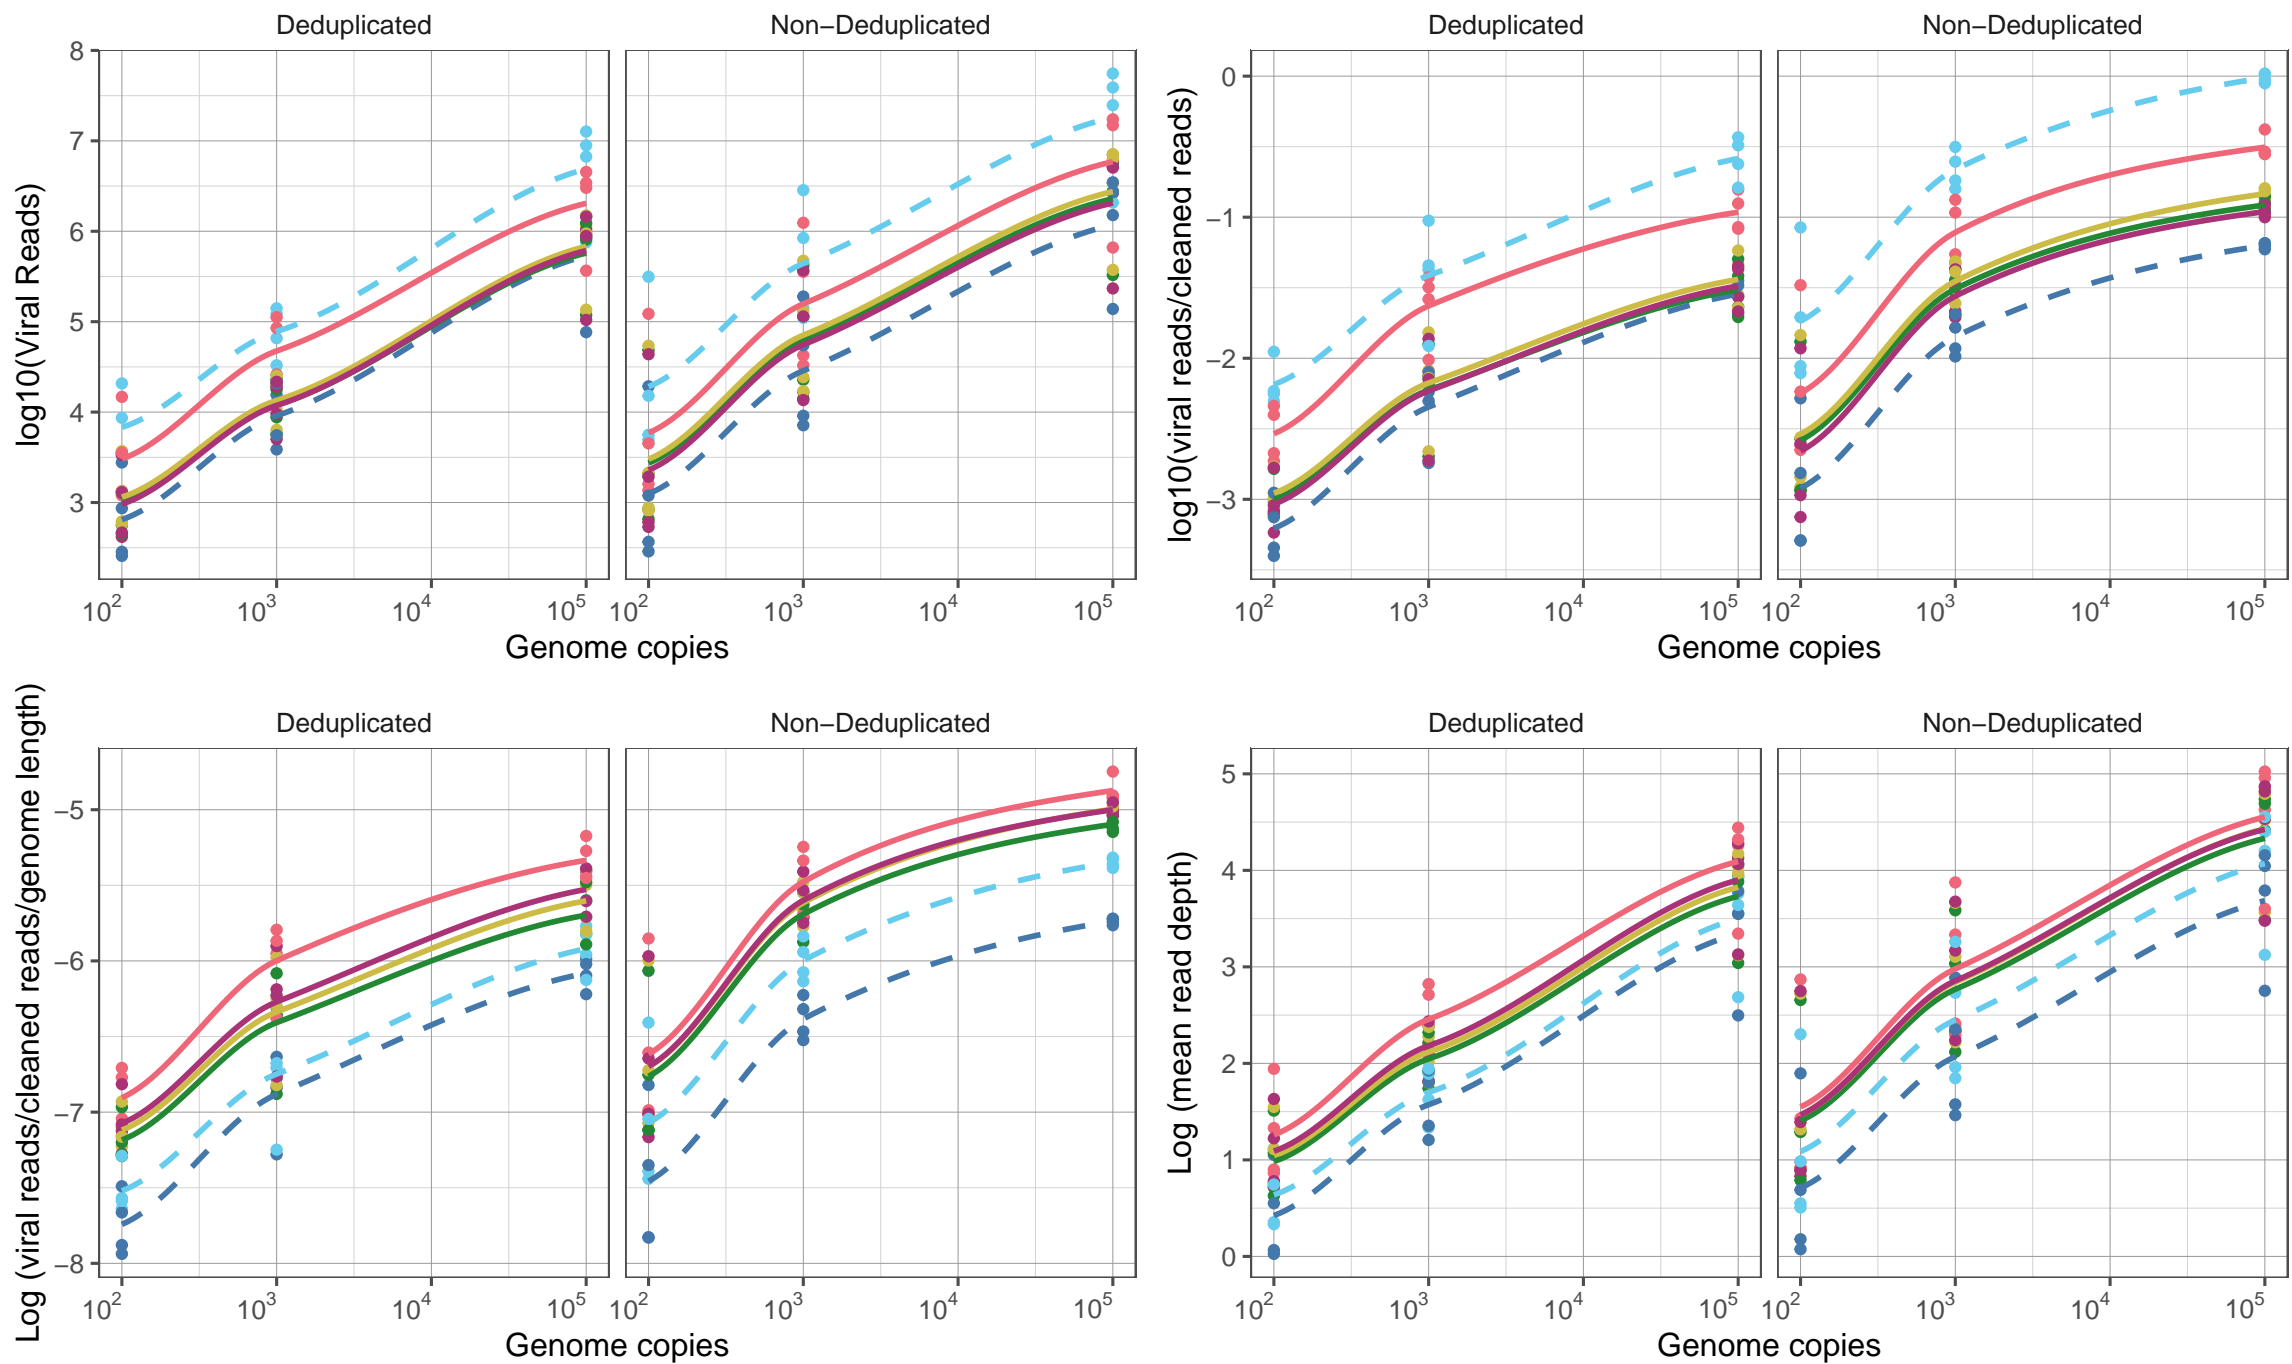 Deduplicated
Non−Deduplicated
8
7
6
5
4
3
log10(Viral Reads)
10^2 10^3 10^4 10^5
10^2 10^3 10^4 10^5
Genome copies
Deduplicated
Non−Deduplicated
0
−1
−2
−3
log10(viral reads/cleaned reads)
10^2 10^3 10^4 10^5
10^2 10^3 10^4 10^5
Genome copies
Deduplicated
Non−Deduplicated
−5
−6
−7
−8
Log (viral reads/cleaned reads/genome length)
10^2 10^3 10^4 10^5
10^2 10^3 10^4 10^5
Genome copies
Deduplicated
Non−Deduplicated
5
4
3
2
1
0
Log (mean read depth)
10^2 10^3 10^4 10^5
10^2 10^3 10^4 10^5
Genome copies